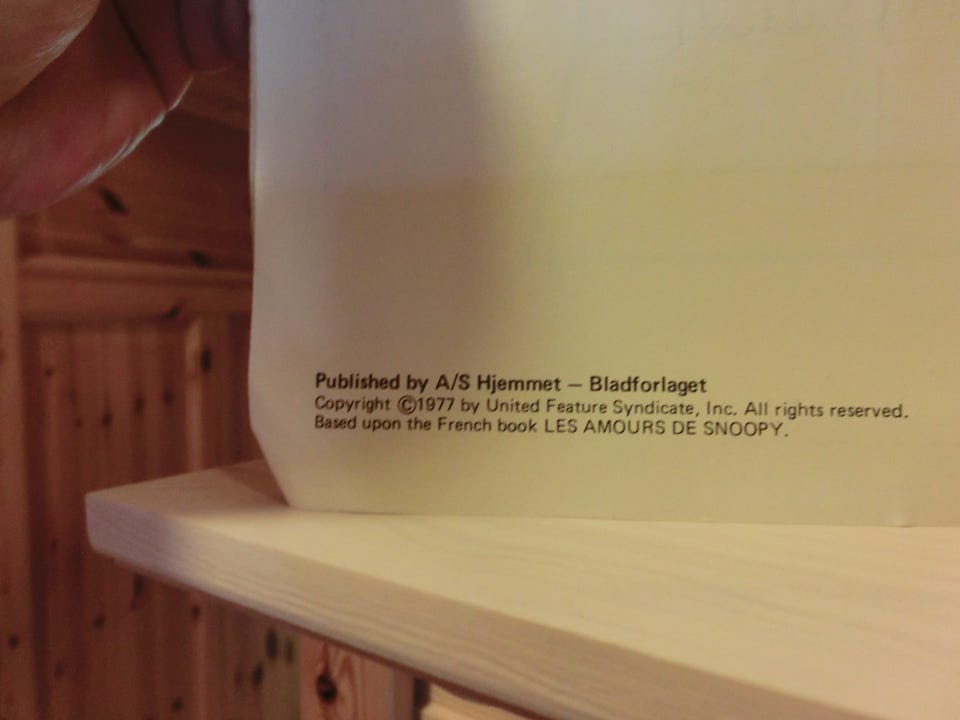 Published by A/S Hjemmet – Bladforlaget
Copyright ©1977 by United Feature Syndicate, Inc. All rights reserved.
Based upon the French book LES AMOURS DE SNOOPY.